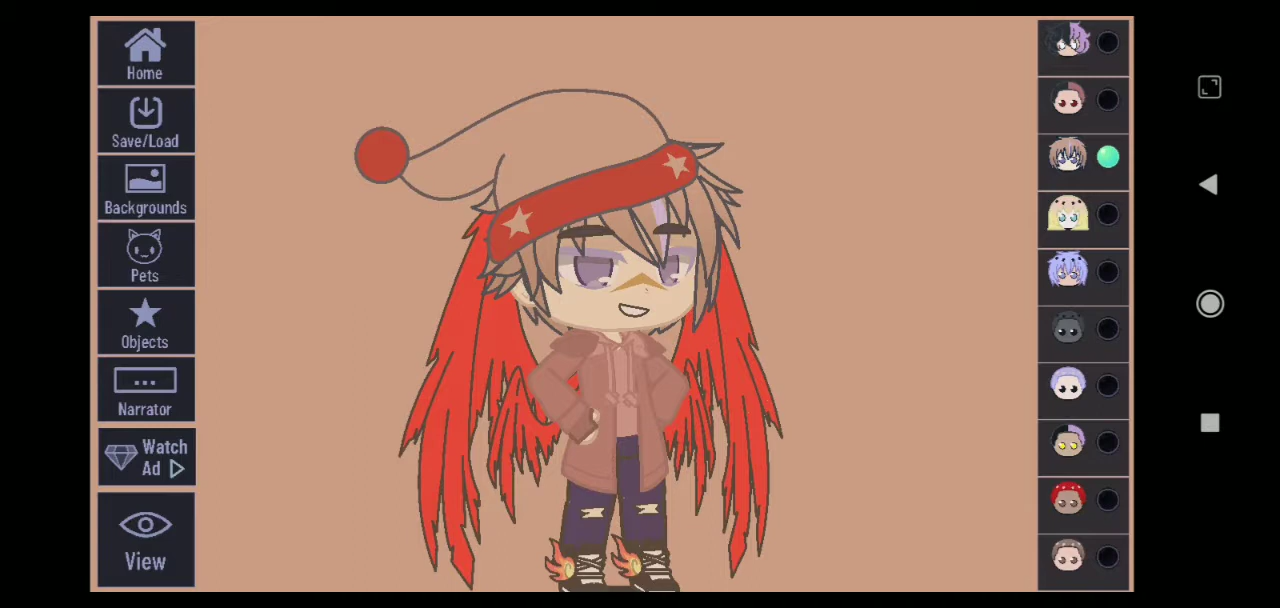 Home
Save/Load
Backgrounds
Pets
Objects
...
Narrator
Watch
Ad
View